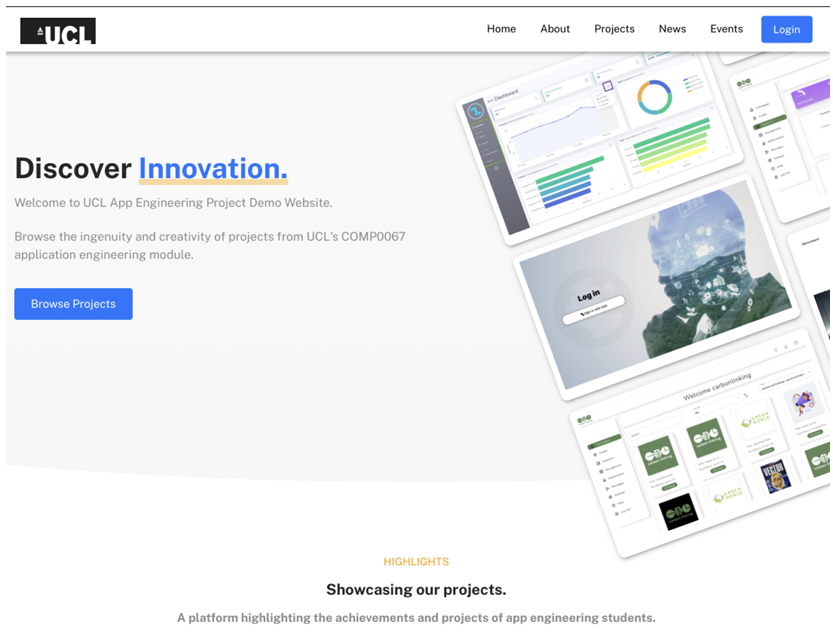 UCL
Home About Projects News Events Login
Discover Innovation.
Welcome to UCL App Engineering Project Demo Website.
Browse the ingenuity and creativity of projects from UCL's COMP0067
application engineering module.
Browse Projects
Dashboard
Log in
Welcome carbonlinking
HIGHLIGHTS
Showcasing our projects.
A platform highlighting the achievements and projects of app engineering students.